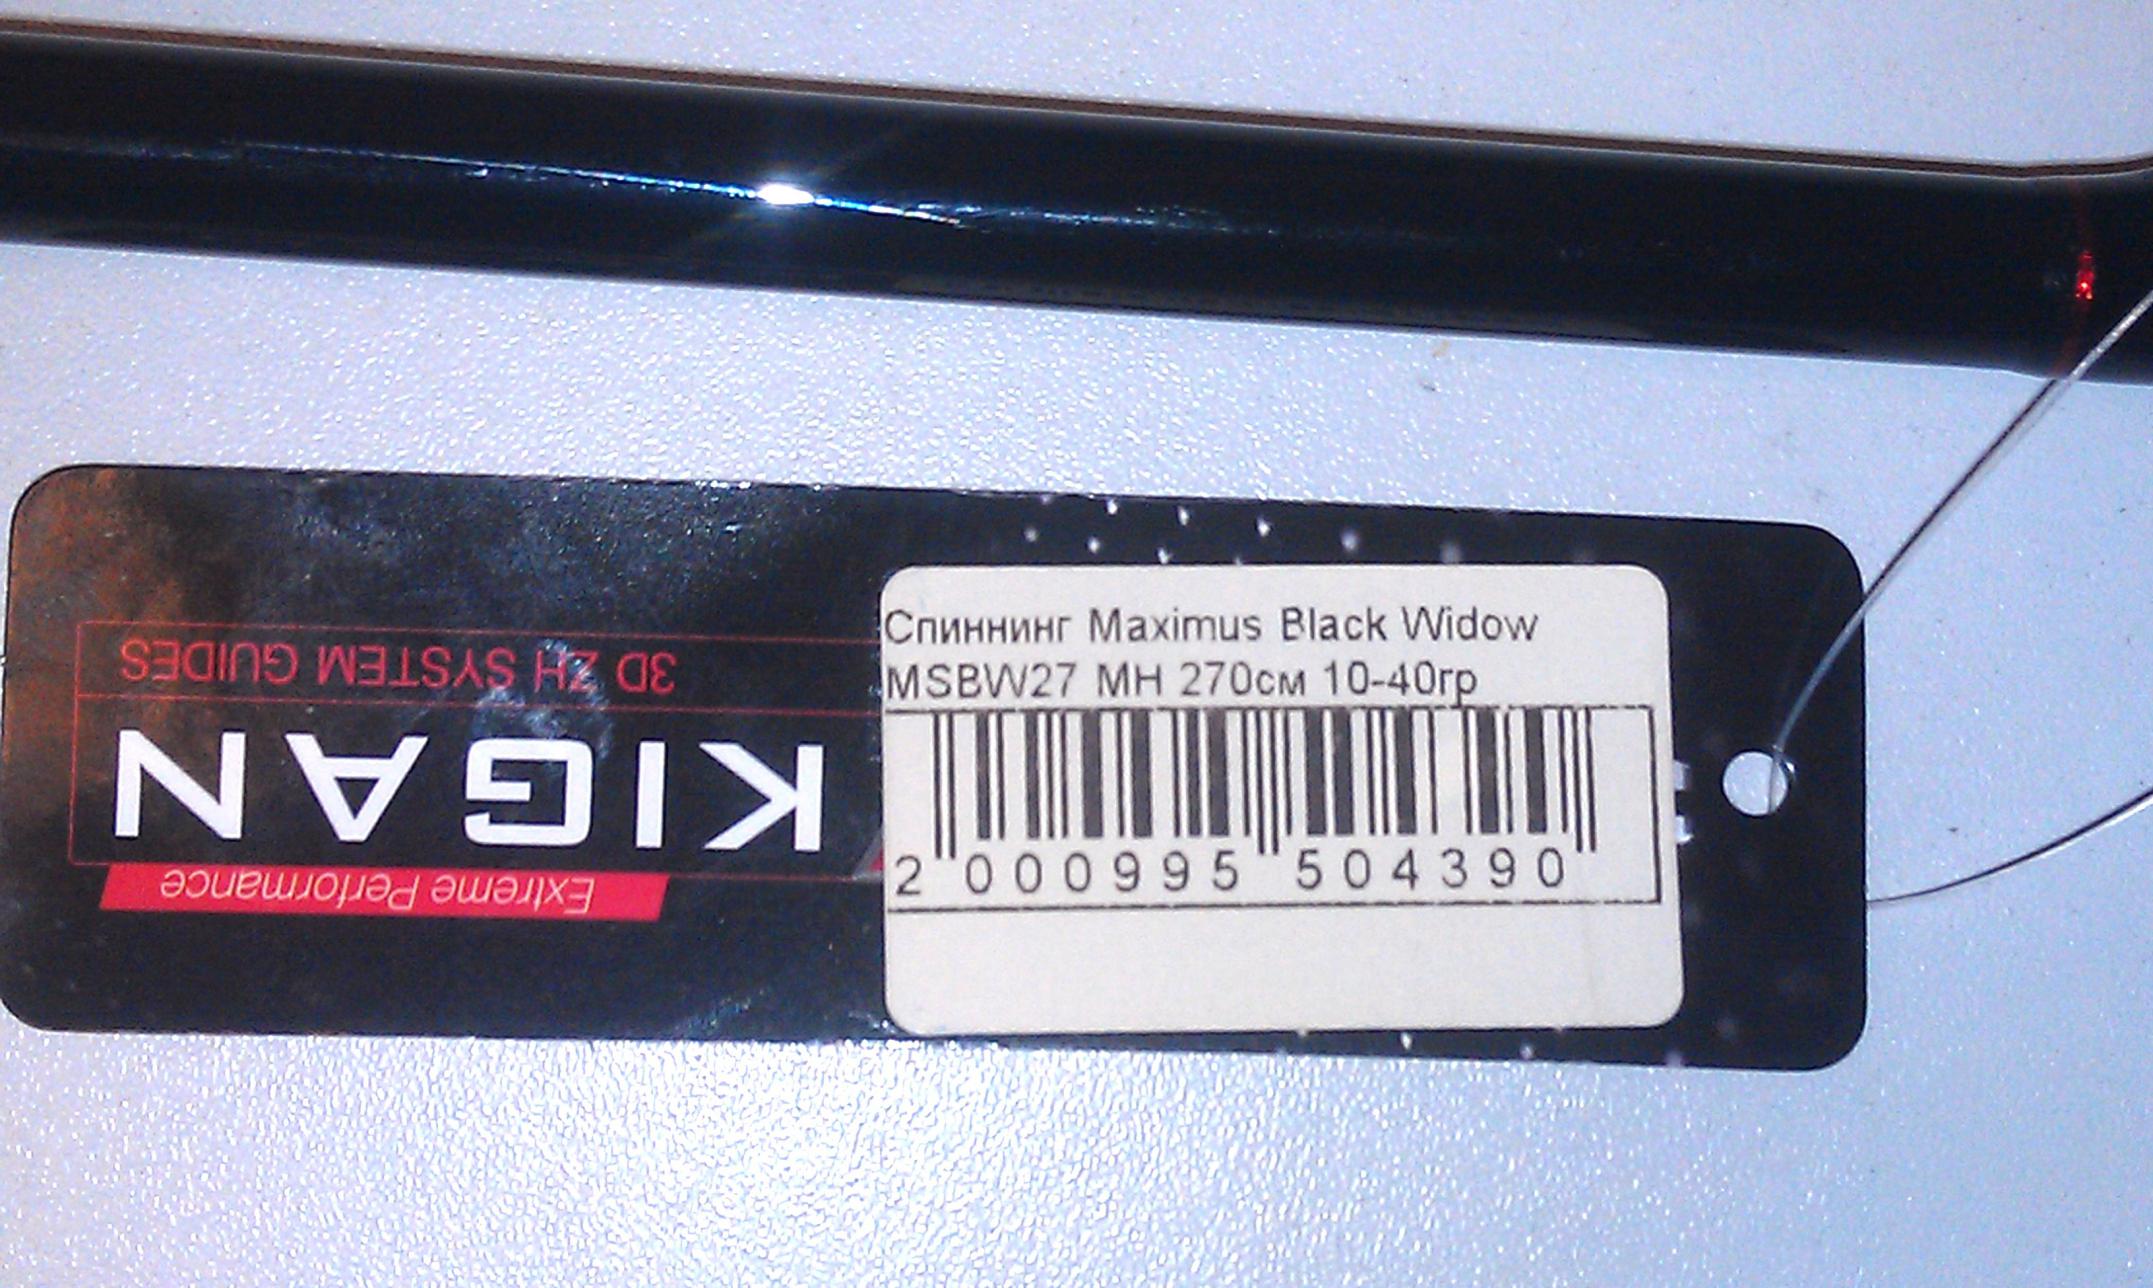 Спиннинг Maximus Black Widow
MSBW27 MH 270см 10-40гр
2 000995 504390
Extreme Performance
KIGAN
3D ZH SYSTEM GUIDES